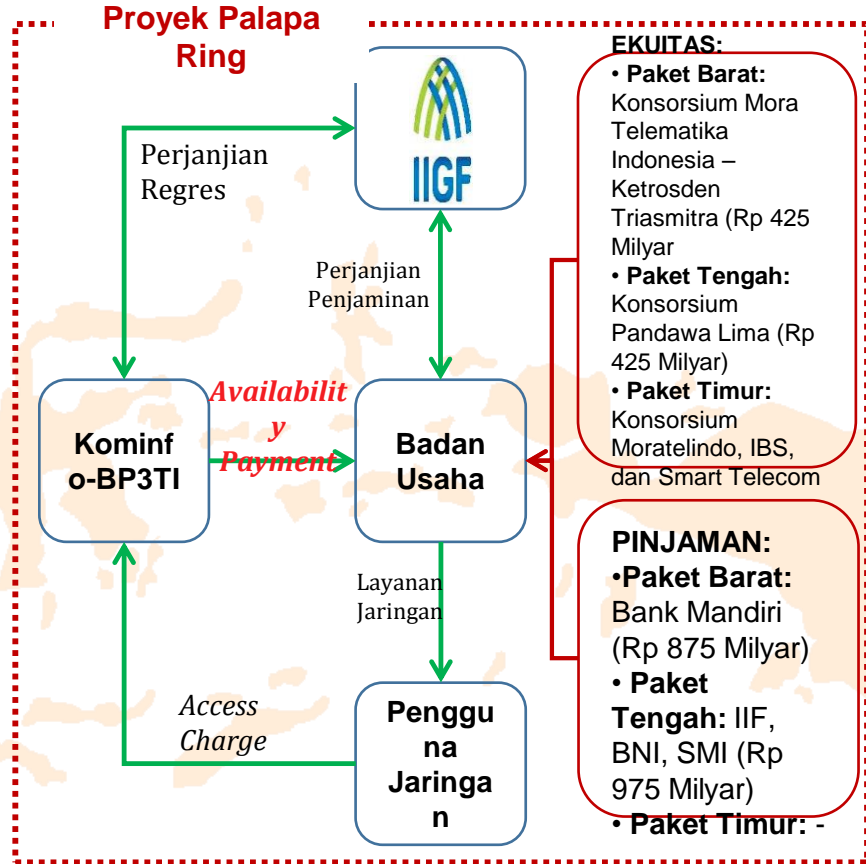 Proyek Palapa
Ring
IIGF
Perjanjian
Regres
Perjanjian
Penjaminan
Kominf
o-BP3TI
Availabilit
y
Payment
Badan
Usaha
Layanan
Jaringan
Access
Charge
Penggu
na
Jaringa
n
EKUITAS:
• Paket Barat:
Konsorsium Mora
Telematika
Indonesia –
Ketrosden
Triasmitra (Rp 425
Milyar
• Paket Tengah:
Konsorsium
Pandawa Lima (Rp
425 Milyar)
• Paket Timur:
Konsorsium
Moratelindo, IBS,
dan Smart Telecom
PINJAMAN:
•Paket Barat:
Bank Mandiri
(Rp 875 Milyar)
• Paket
Tengah: IIF,
BNI, SMI (Rp
975 Milyar)
• Paket Timur: -